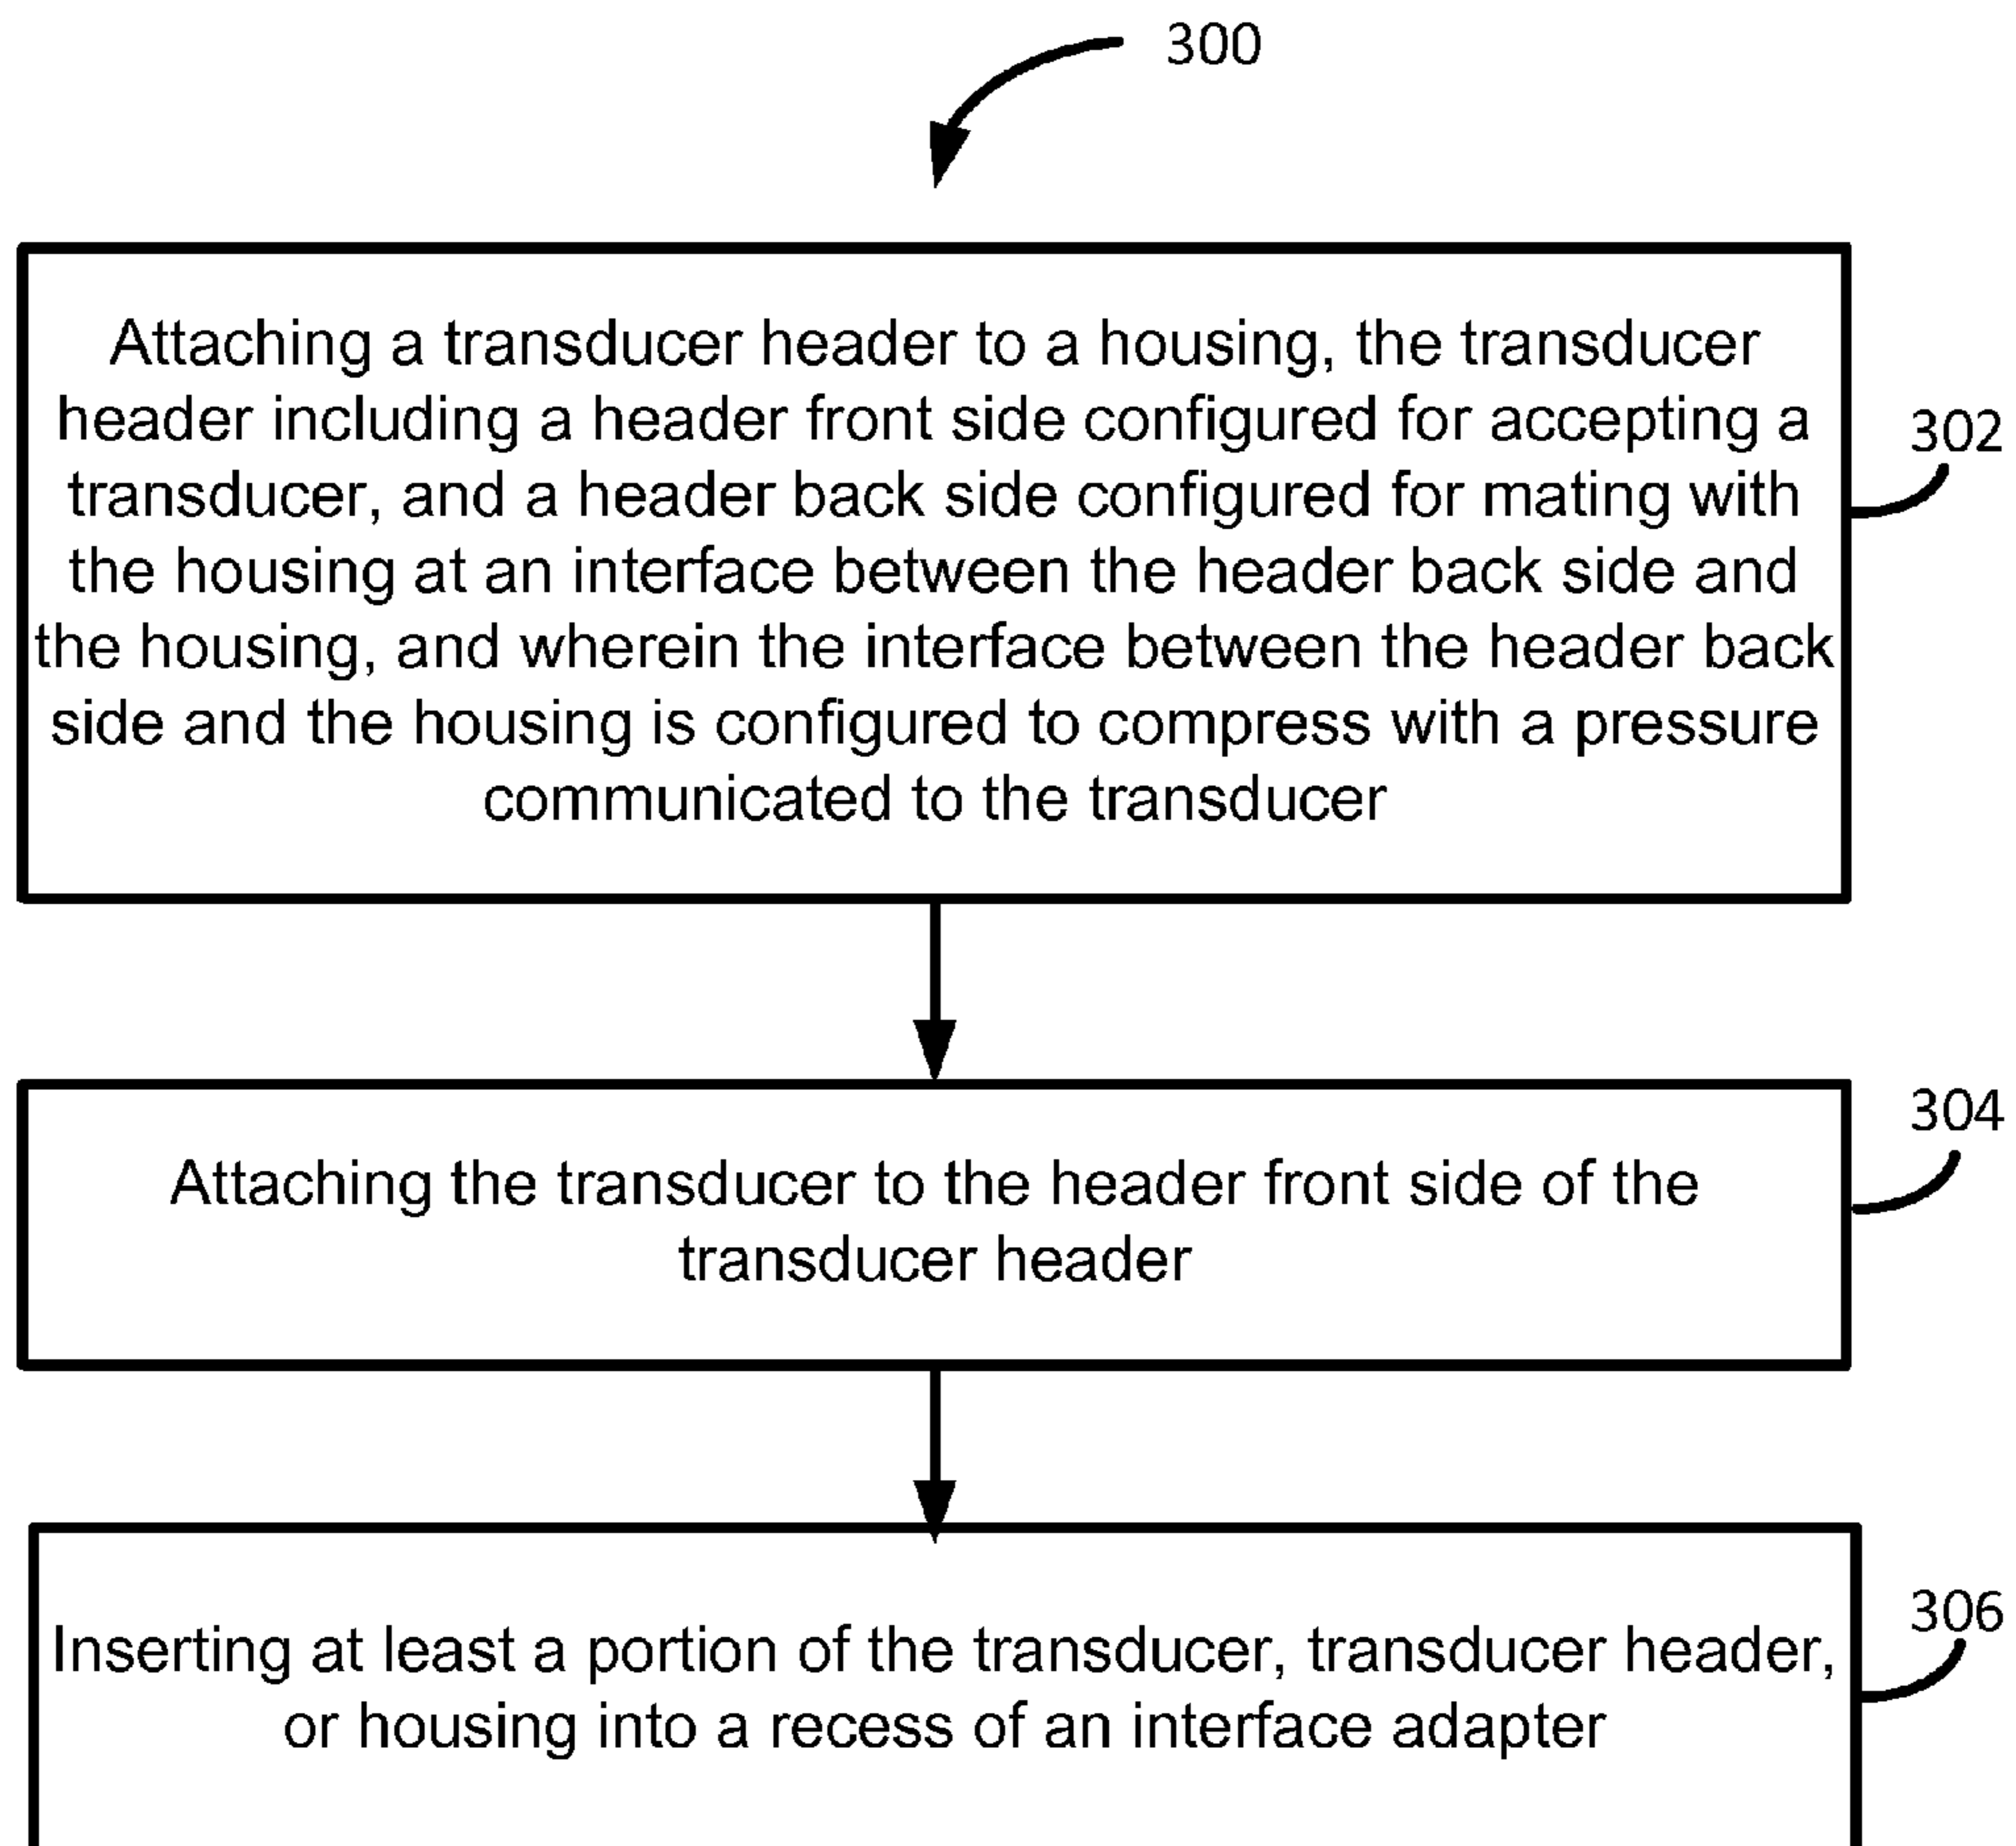 300
Attaching a transducer header to a housing, the transducer
header including a header front side configured for accepting a
transducer, and a header back side configured for mating with
the housing at an interface between the header back side and
the housing, and wherein the interface between the header back
side and the housing is configured to compress with a pressure
communicated to the transducer
302
Attaching the transducer to the header front side of the
transducer header
304
Inserting at least a portion of the transducer, transducer header,
or housing into a recess of an interface adapter
306